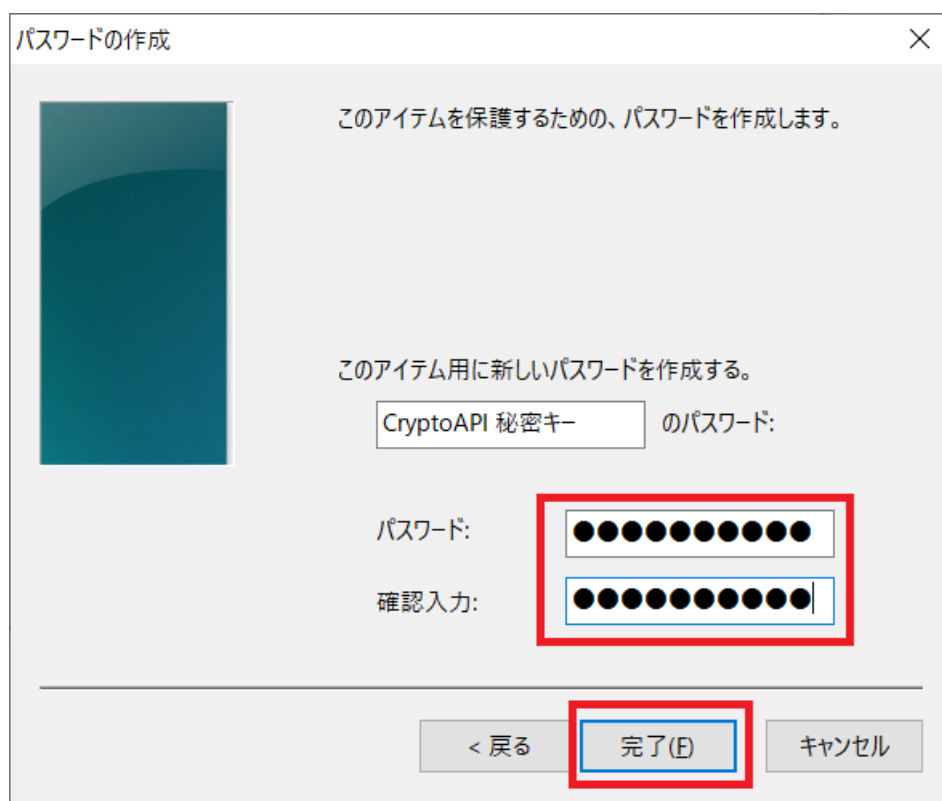 パスワードの作成
このアイテムを保護するための、パスワードを作成します。
このアイテム用に新しいパスワードを作成する。
CryptoAPI 秘密キー のパスワード:
パスワード: ●●●●●●●●●●
確認入力: ●●●●●●●●●●
< 戻る 完了(F) キャンセル